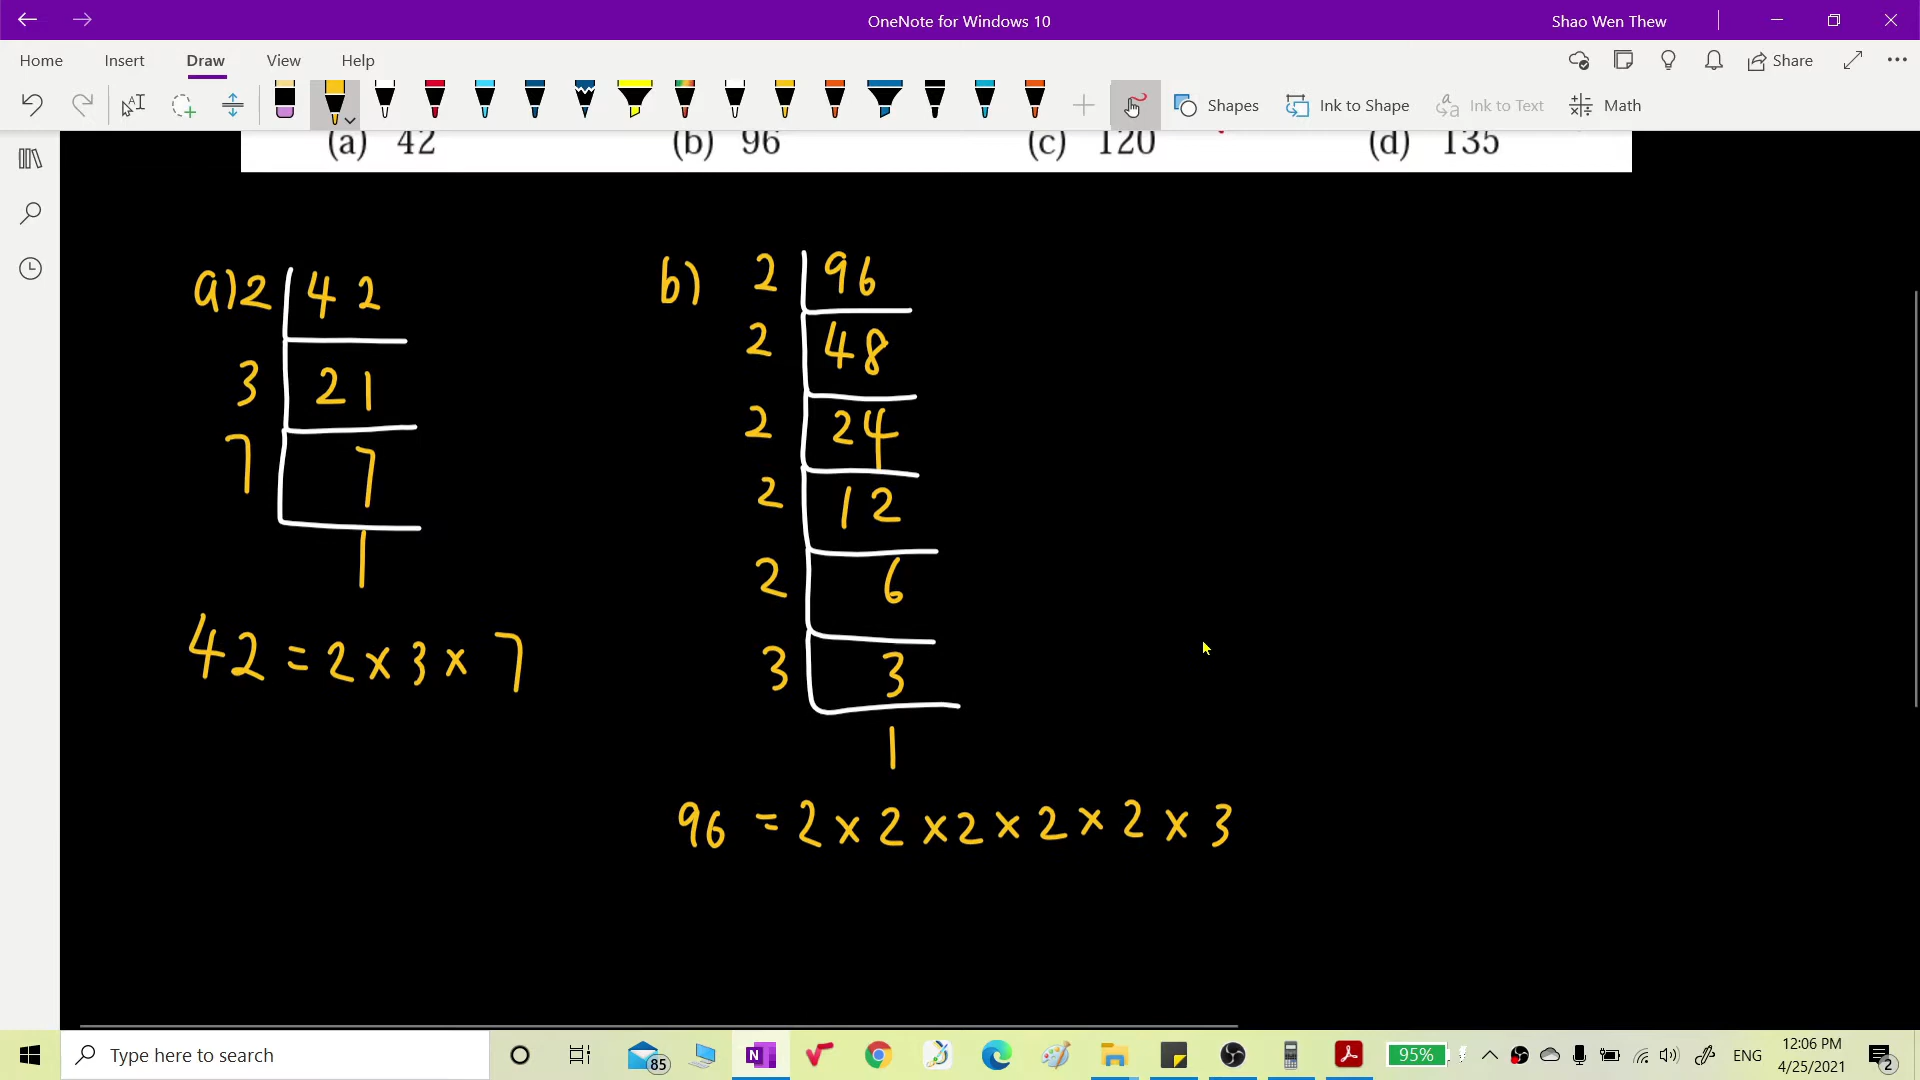 OneNote for Windows 10
Shao Wen Thew
Home Insert Draw View Help
Share
Shapes
Ink to Shape
Ink to Text
Math
(a) 42 (b) 96 (c) 120 (d) 135
a) 2 42
3 21
7 7
1
42 = 2 × 3 × 7
b) 2 96
2 48
2 24
2 12
2 6
3 3
1
96 = 2 × 2 × 2 × 2 × 2 × 3
Type here to search
85
N
95%
ENG
12:06 PM
4/25/2021
2